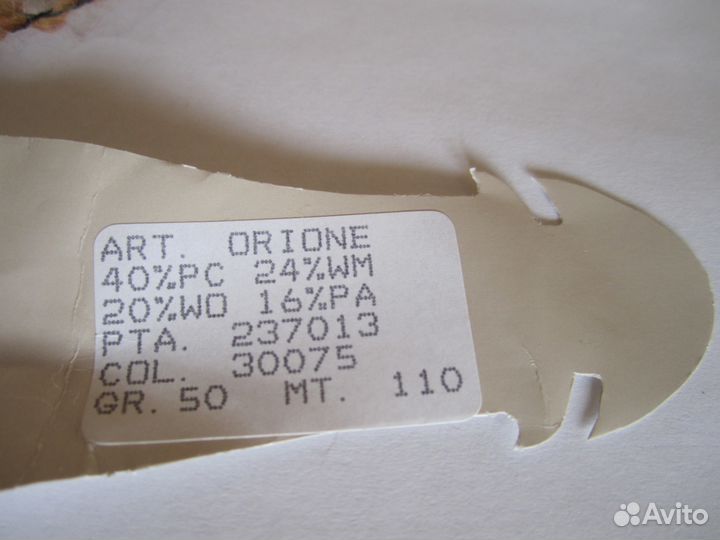 ART. ORIONE
40%PC 24%WM
20%WO 16%PA
PTA. 237013
COL. 30075
GR. 50 MT. 110
Avito